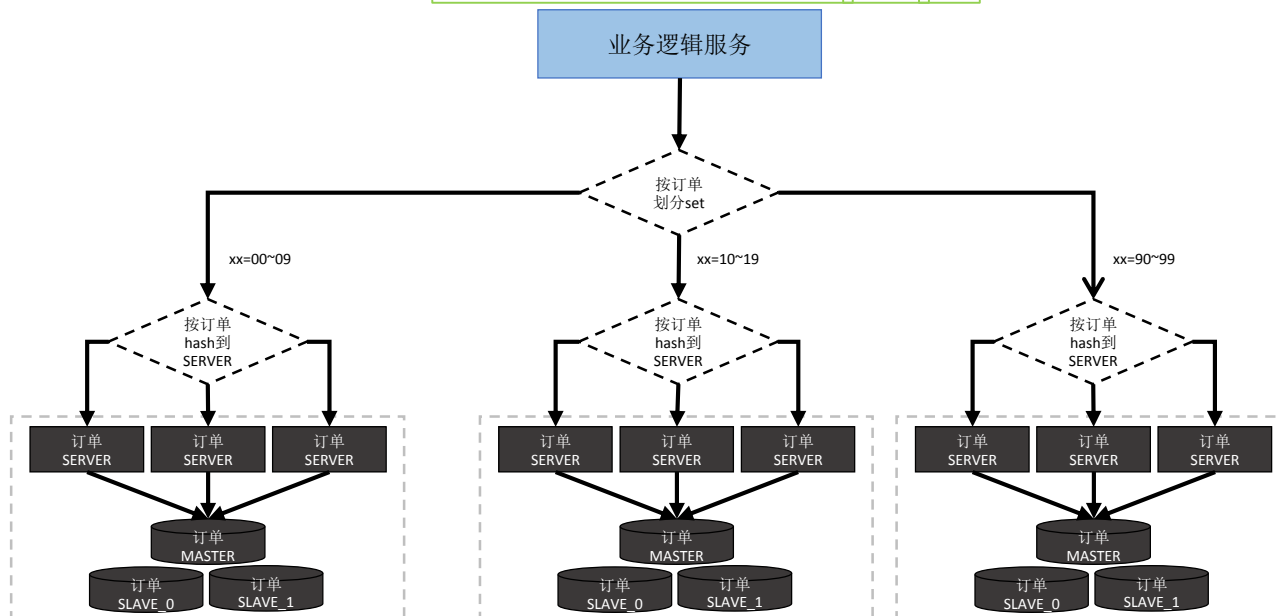 业务逻辑服务
按订单
划分set
xx=00~09
xx=10~19
xx=90~99
按订单
hash到
SERVER
按订单
hash到
SERVER
按订单
hash到
SERVER
订单
SERVER
订单
SERVER
订单
SERVER
订单
SERVER
订单
SERVER
订单
SERVER
订单
SERVER
订单
SERVER
订单
SERVER
订单
MASTER
订单
MASTER
订单
MASTER
订单
SLAVE_0
订单
SLAVE_1
订单
SLAVE_0
订单
SLAVE_1
订单
SLAVE_0
订单
SLAVE_1